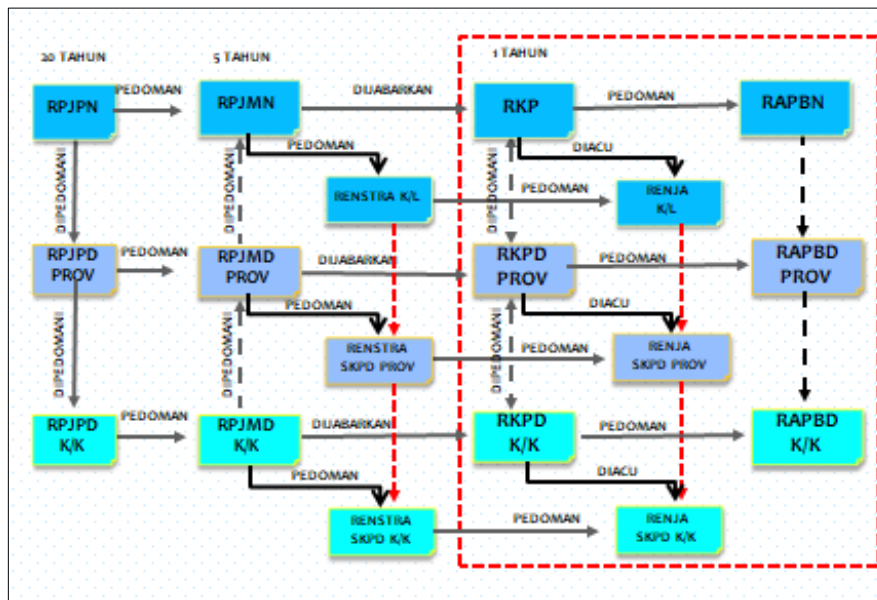 20 TAHUN
5 TAHUN
1 TAHUN
RPJPN
PEDOMAN
RPJMN
DIJABARKAN
RKP
PEDOMAN
RAPBN
DIPEDOMANI
DIPEDOMANI
PEDOMAN
RENSTRA K/L
PEDOMAN
DIPEDOMANI
DIACU
RENJA
K/L
RPJPD
PROV
PEDOMAN
RPJMD
PROV
DIJABARKAN
RKPD
PROV
PEDOMAN
RAPBD
PROV
DIPEDOMANI
DIPEDOMANI
PEDOMAN
RENSTRA
SKPD PROV
PEDOMAN
DIPEDOMANI
DIACU
RENJA
SKPD PROV
RPJPD
K/K
PEDOMAN
RPJMD
K/K
DIJABARKAN
RKPD
K/K
PEDOMAN
RAPBD
K/K
PEDOMAN
RENSTRA
SKPD K/K
PEDOMAN
DIACU
RENJA
SKPD K/K